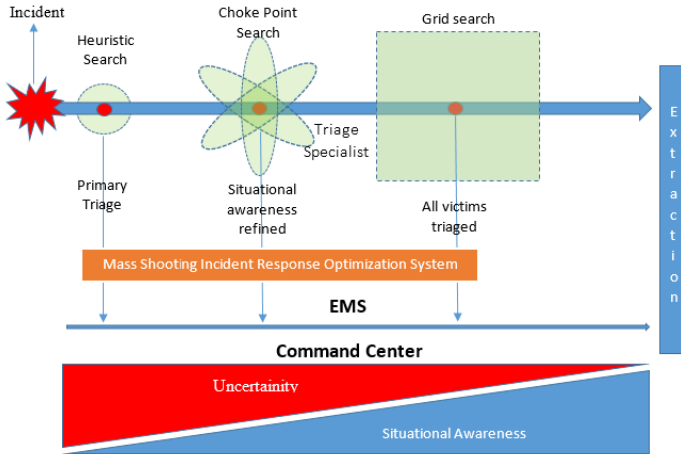 Incident
Heuristic
Search
Choke Point
Search
Grid search
Triage
Specialist
Primary
Triage
Situational
awareness
refined
All victims
triaged
Extraction
Mass Shooting Incident Response Optimization System
EMS
Command Center
Uncertainity
Situational Awareness